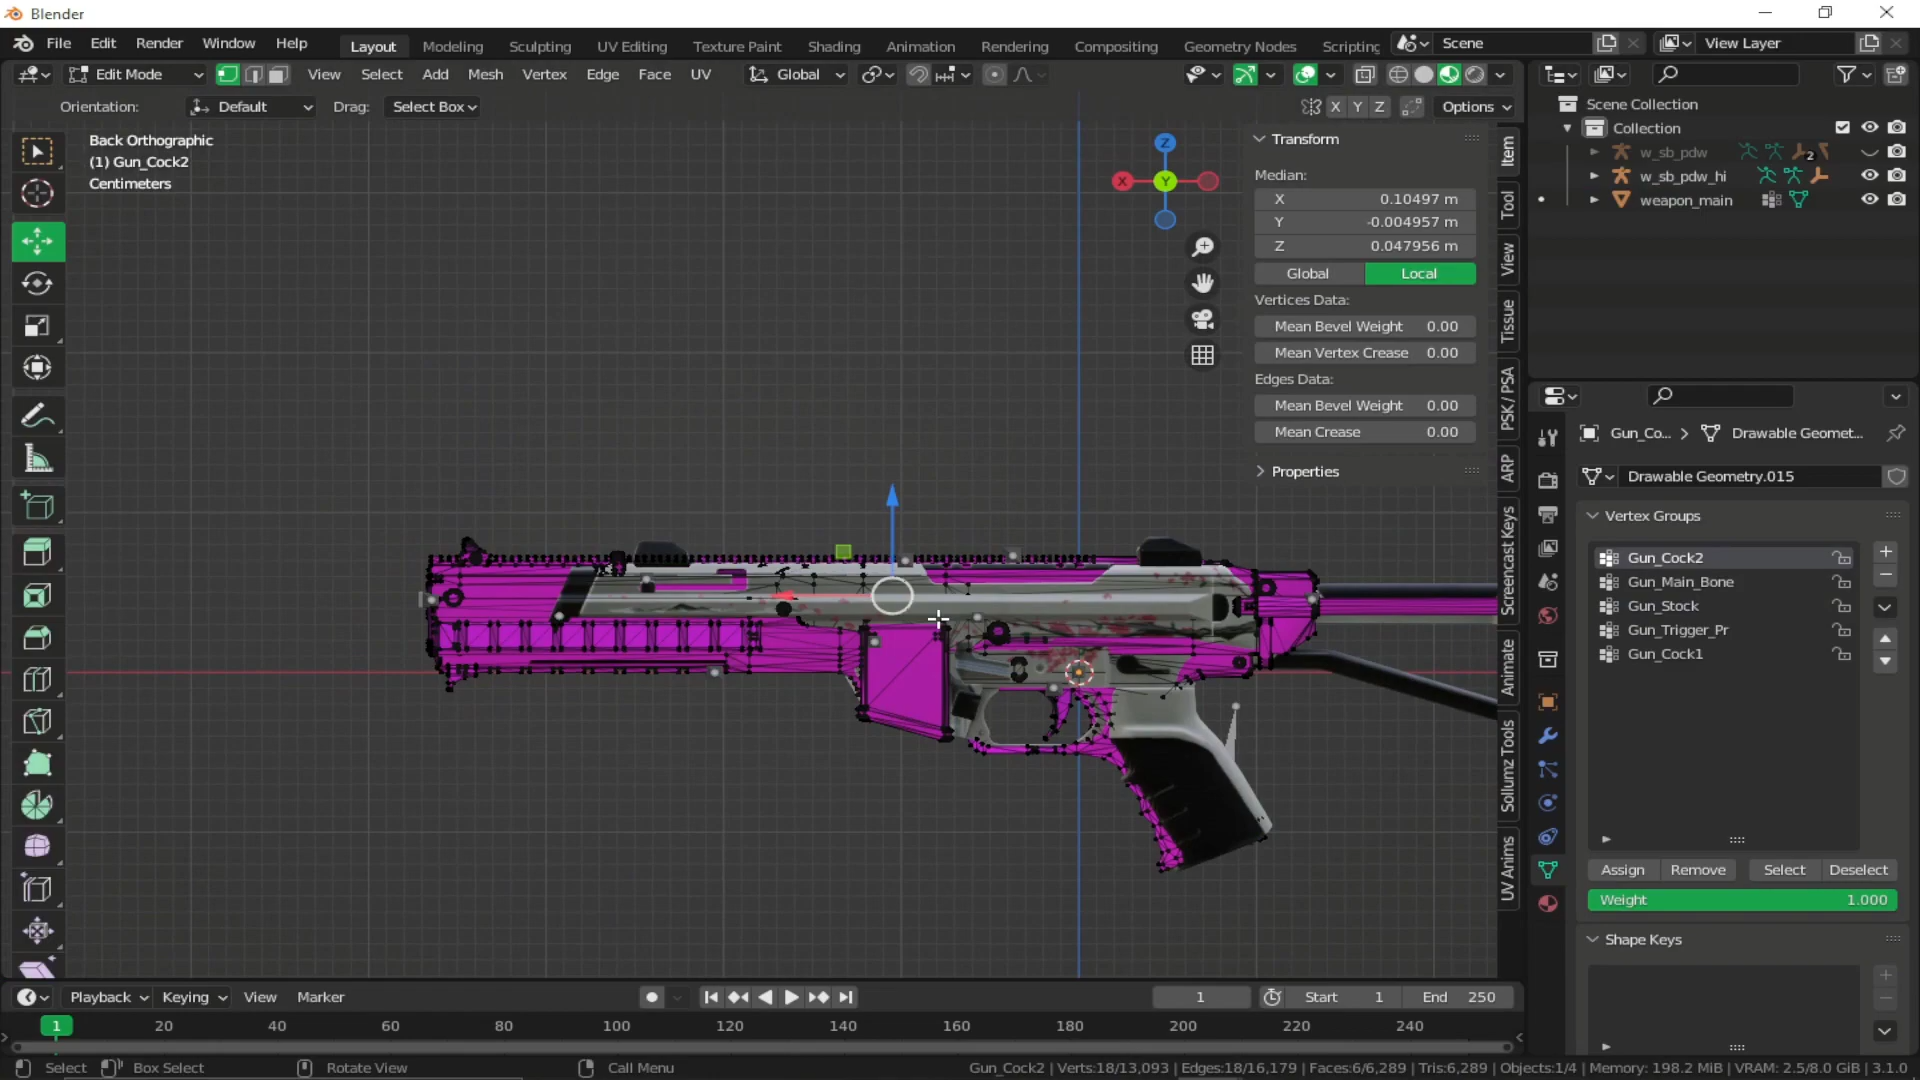 Blender
File Edit Render Window Help Layout Modeling Sculpting UV Editing Texture Paint Shading Animation Rendering Compositing Geometry Nodes Scripting Scene View Layer
Edit Mode View Select Add Mesh Vertex Edge Face UV Global
Orientation: Default Drag: Select Box X Y Z Options
Back Orthographic
(1) Gun_Cock2
Centimeters
Z
X Y
Transform
Median:
X 0.10497 m
Y -0.004957 m
Z 0.047956 m
Global Local
Vertices Data:
Mean Bevel Weight 0.00
Mean Vertex Crease 0.00
Edges Data:
Mean Bevel Weight 0.00
Mean Crease 0.00
Properties
Item
Tool
View
Tissue
PSK / PSA
ARP
Screencast Keys
Animate
Sollumz Tools
UV Anims
Scene Collection
Collection
w_sb_pdw 2
w_sb_pdw_hi
weapon_main
Gun_Co... > Drawable Geomet...
Drawable Geometry.015
Vertex Groups
Gun_Cock2
Gun_Main_Bone
Gun_Stock
Gun_Trigger_Pr
Gun_Cock1
Assign Remove Select Deselect
Weight 1.000
Shape Keys
Playback Keying View Marker 1 Start 1 End 250
1 20 40 60 80 100 120 140 160 180 200 220 240
Select Box Select Rotate View Call Menu Gun_Cock2 | Verts:18/13,093 | Edges:18/16,179 | Faces:6/6,289 | Tris:6,289 | Objects:1/4 | Memory: 198.2 MiB | VRAM: 2.5/8.0 GiB | 3.1.0